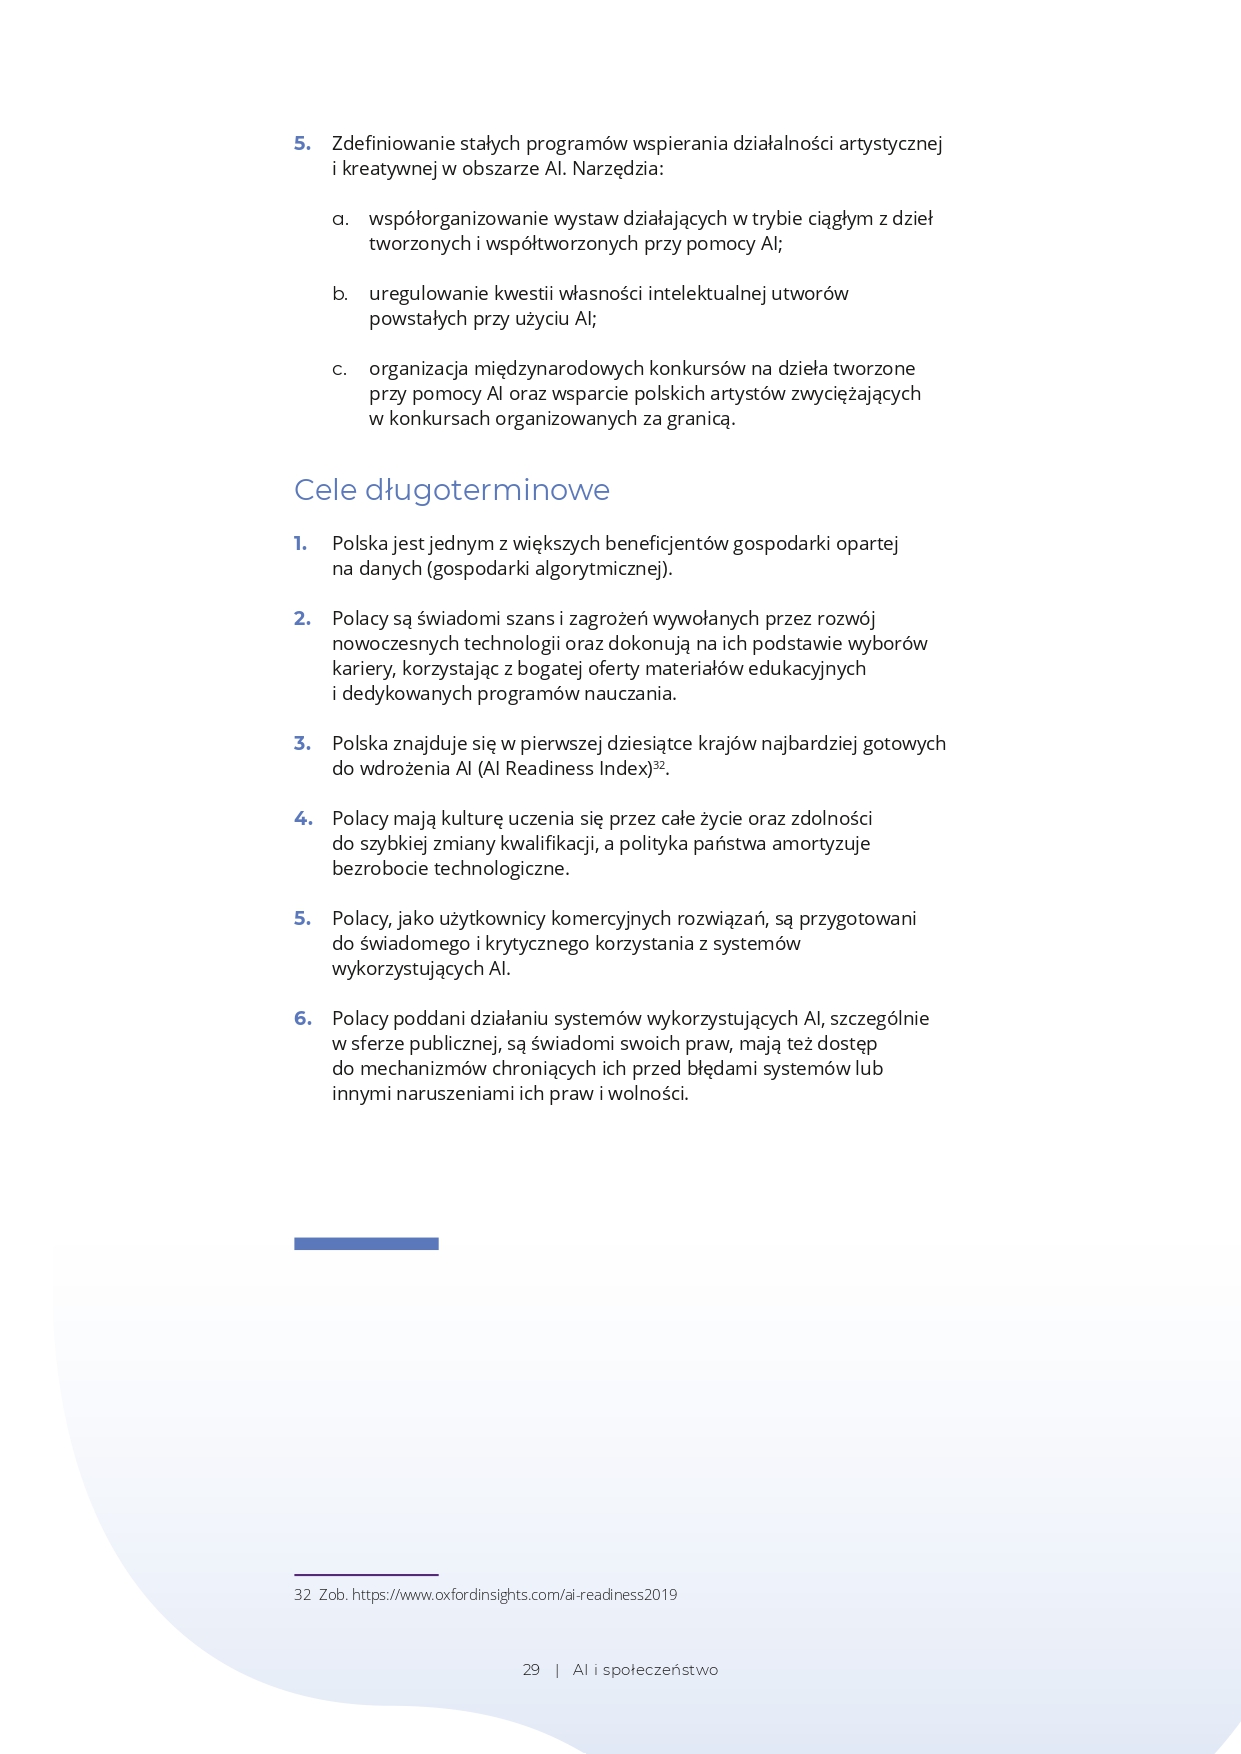 5. Zdefiniowanie stałych programów wspierania działalności artystycznej
i kreatywnej w obszarze AI. Narzędzia:
a. współorganizowanie wystaw działających w trybie ciągłym z dzieł
tworzonych i współtworzonych przy pomocy AI;
b. uregulowanie kwestii własności intelektualnej utworów
powstałych przy użyciu AI;
c. organizacja międzynarodowych konkursów na dzieła tworzone
przy pomocy AI oraz wsparcie polskich artystów zwyciężających
w konkursach organizowanych za granicą.
Cele długoterminowe
1. Polska jest jednym z większych beneficjentów gospodarki opartej
na danych (gospodarki algorytmicznej).
2. Polacy są świadomi szans i zagrożeń wywołanych przez rozwój
nowoczesnych technologii oraz dokonują na ich podstawie wyborów
kariery, korzystając z bogatej oferty materiałów edukacyjnych
i dedykowanych programów nauczania.
3. Polska znajduje się w pierwszej dziesiątce krajów najbardziej gotowych
do wdrożenia AI (AI Readiness Index)³².
4. Polacy mają kulturę uczenia się przez całe życie oraz zdolności
do szybkiej zmiany kwalifikacji, a polityka państwa amortyzuje
bezrobocie technologiczne.
5. Polacy, jako użytkownicy komercyjnych rozwiązań, są przygotowani
do świadomego i krytycznego korzystania z systemów
wykorzystujących AI.
6. Polacy poddani działaniu systemów wykorzystujących AI, szczególnie
w sferze publicznej, są świadomi swoich praw, mają też dostęp
do mechanizmów chroniących ich przed błędami systemów lub
innymi naruszeniami ich praw i wolności.
32 Zob. https://www.oxfordinsights.com/ai-readiness2019
29 | AI i społeczeństwo